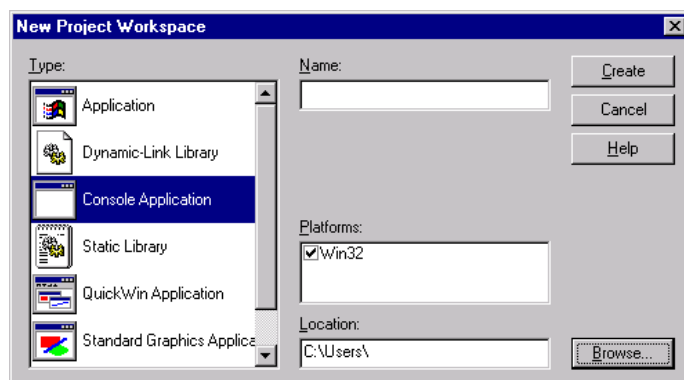 New Project Workspace
Type:
Application
Dynamic-Link Library
Console Application
Static Library
QuickWin Application
Standard Graphics Applica
Name:
Platforms:
Win32
Location:
C:\Users\
Create
Cancel
Help
Browse...